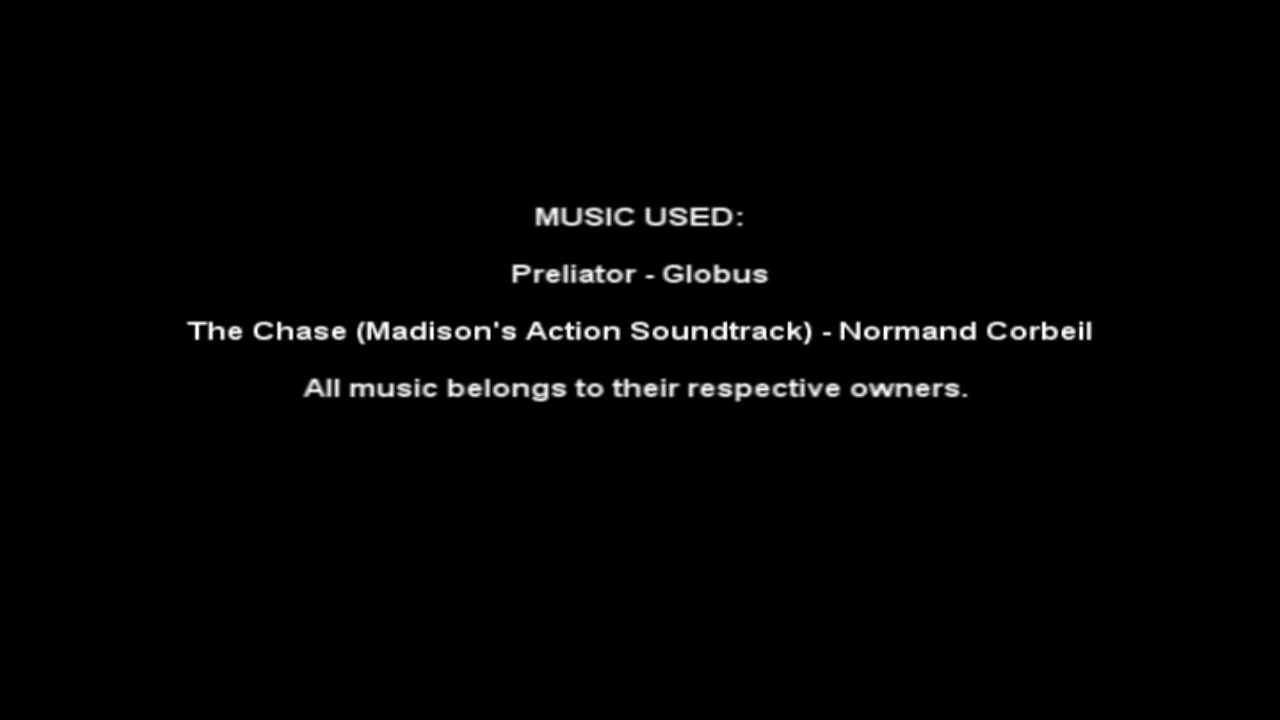 MUSIC USED:
Preliator - Globus
The Chase (Madison's Action Soundtrack) - Normand Corbeil
All music belongs to their respective owners.